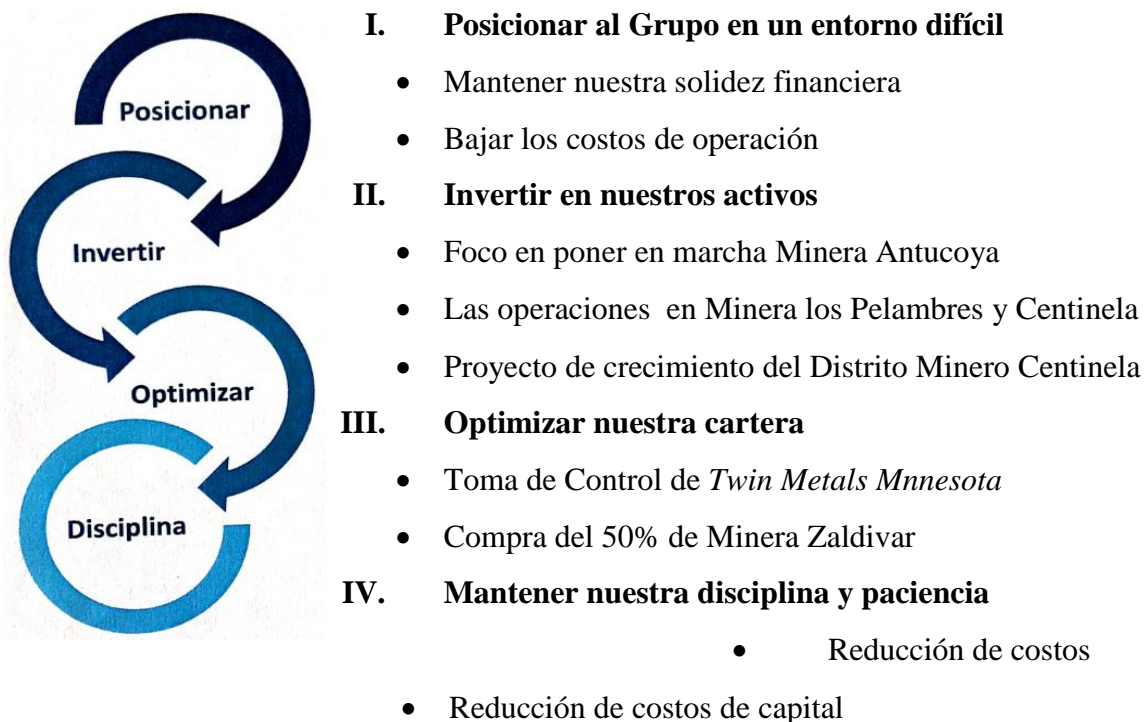 Posicionar
Invertir
Optimizar
Disciplina
I. Posicionar al Grupo en un entorno difícil
• Mantener nuestra solidez financiera
• Bajar los costos de operación
II. Invertir en nuestros activos
• Foco en poner en marcha Minera Antucoya
• Las operaciones en Minera los Pelambres y Centinela
• Proyecto de crecimiento del Distrito Minero Centinela
III. Optimizar nuestra cartera
• Toma de Control de Twin Metals Mnnesota
• Compra del 50% de Minera Zaldivar
IV. Mantener nuestra disciplina y paciencia
• Reducción de costos
• Reducción de costos de capital